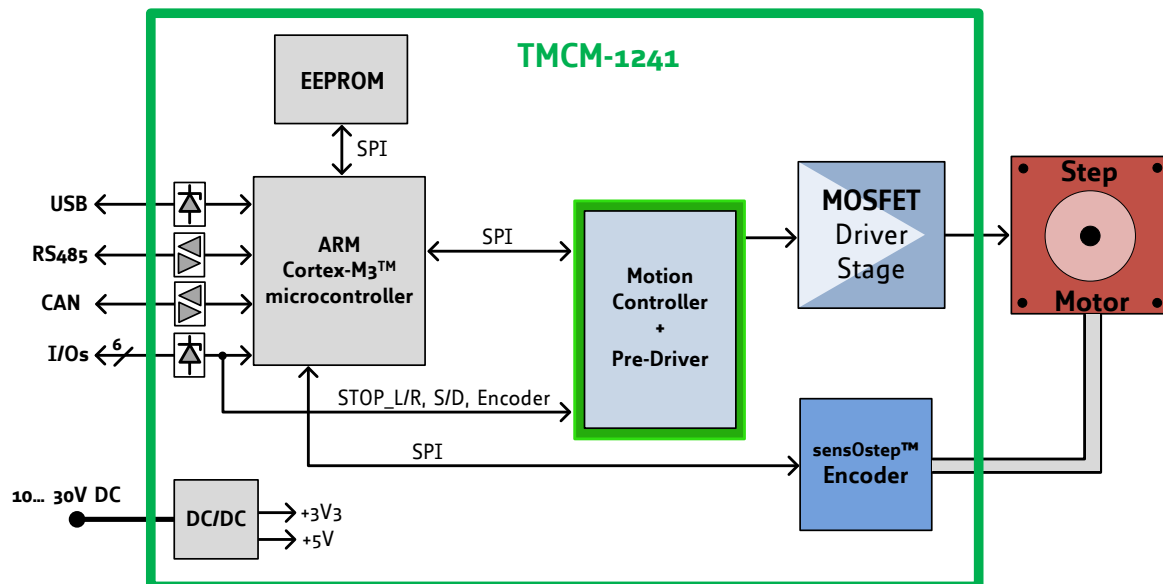 TMCM-1241
EEPROM
SPI
USB
RS485
CAN
I/Os
6
ARM
Cortex-M3™
microcontroller
SPI
Motion
Controller
+
Pre-Driver
MOSFET
Driver
Stage
Step
Motor
STOP_L/R, S/D, Encoder
SPI
sensOstep™
Encoder
10... 30V DC
DC/DC
+3V3
+5V